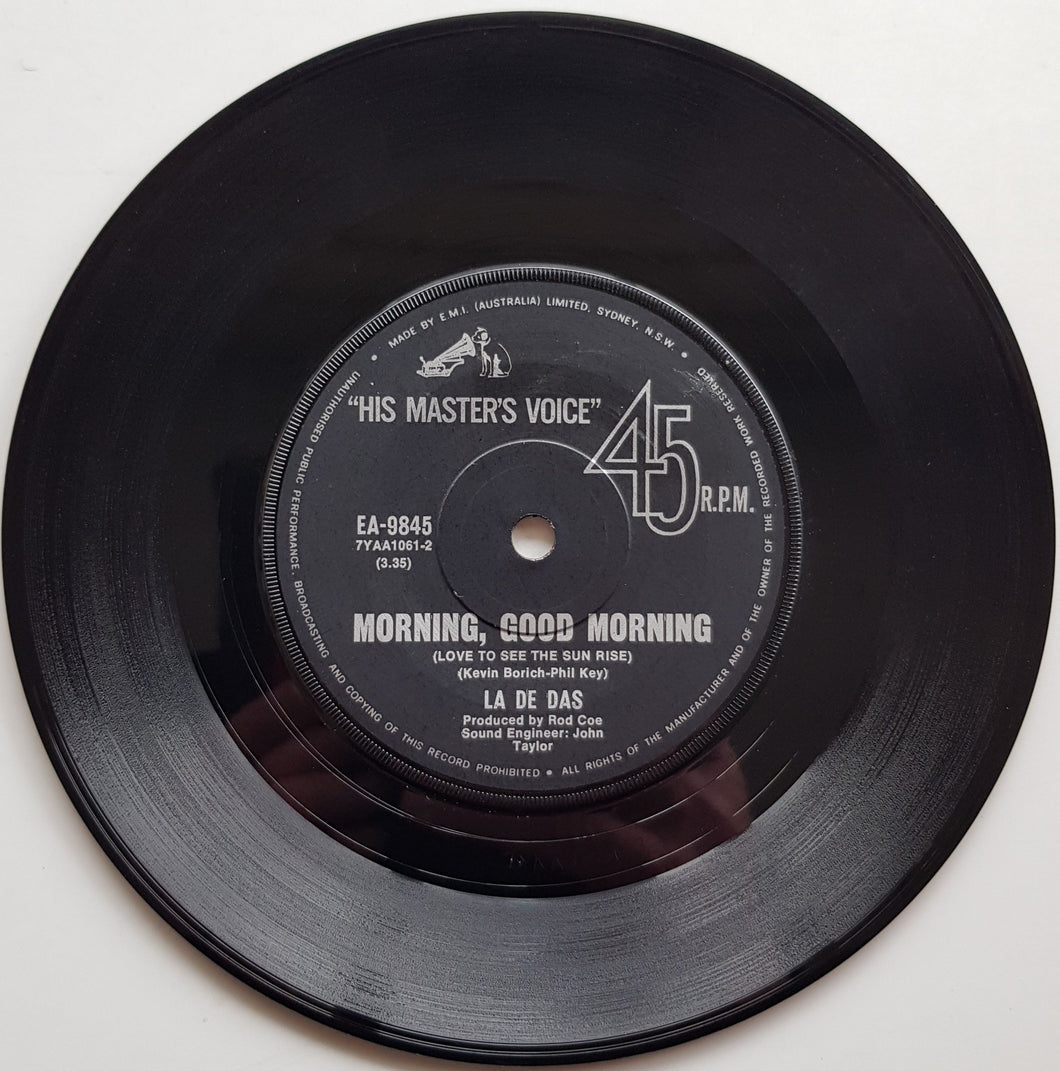 • MADE BY E.M.I. (AUSTRALIA) LIMITED, SYDNEY, N.S.W. •
"HIS MASTER'S VOICE"
45 R.P.M.
EA-9845
7YAA1061-2
(3.35)
MORNING, GOOD MORNING
(LOVE TO SEE THE SUN RISE)
(Kevin Borich-Phil Key)
LA DE DAS
Produced by Rod Coe
Sound Engineer: John
Taylor
UNAUTHORISED PUBLIC PERFORMANCE, BROADCASTING AND COPYING OF THIS RECORD PROHIBITED • ALL RIGHTS OF THE MANUFACTURER AND OF THE OWNER OF THE RECORDED WORK RESERVED